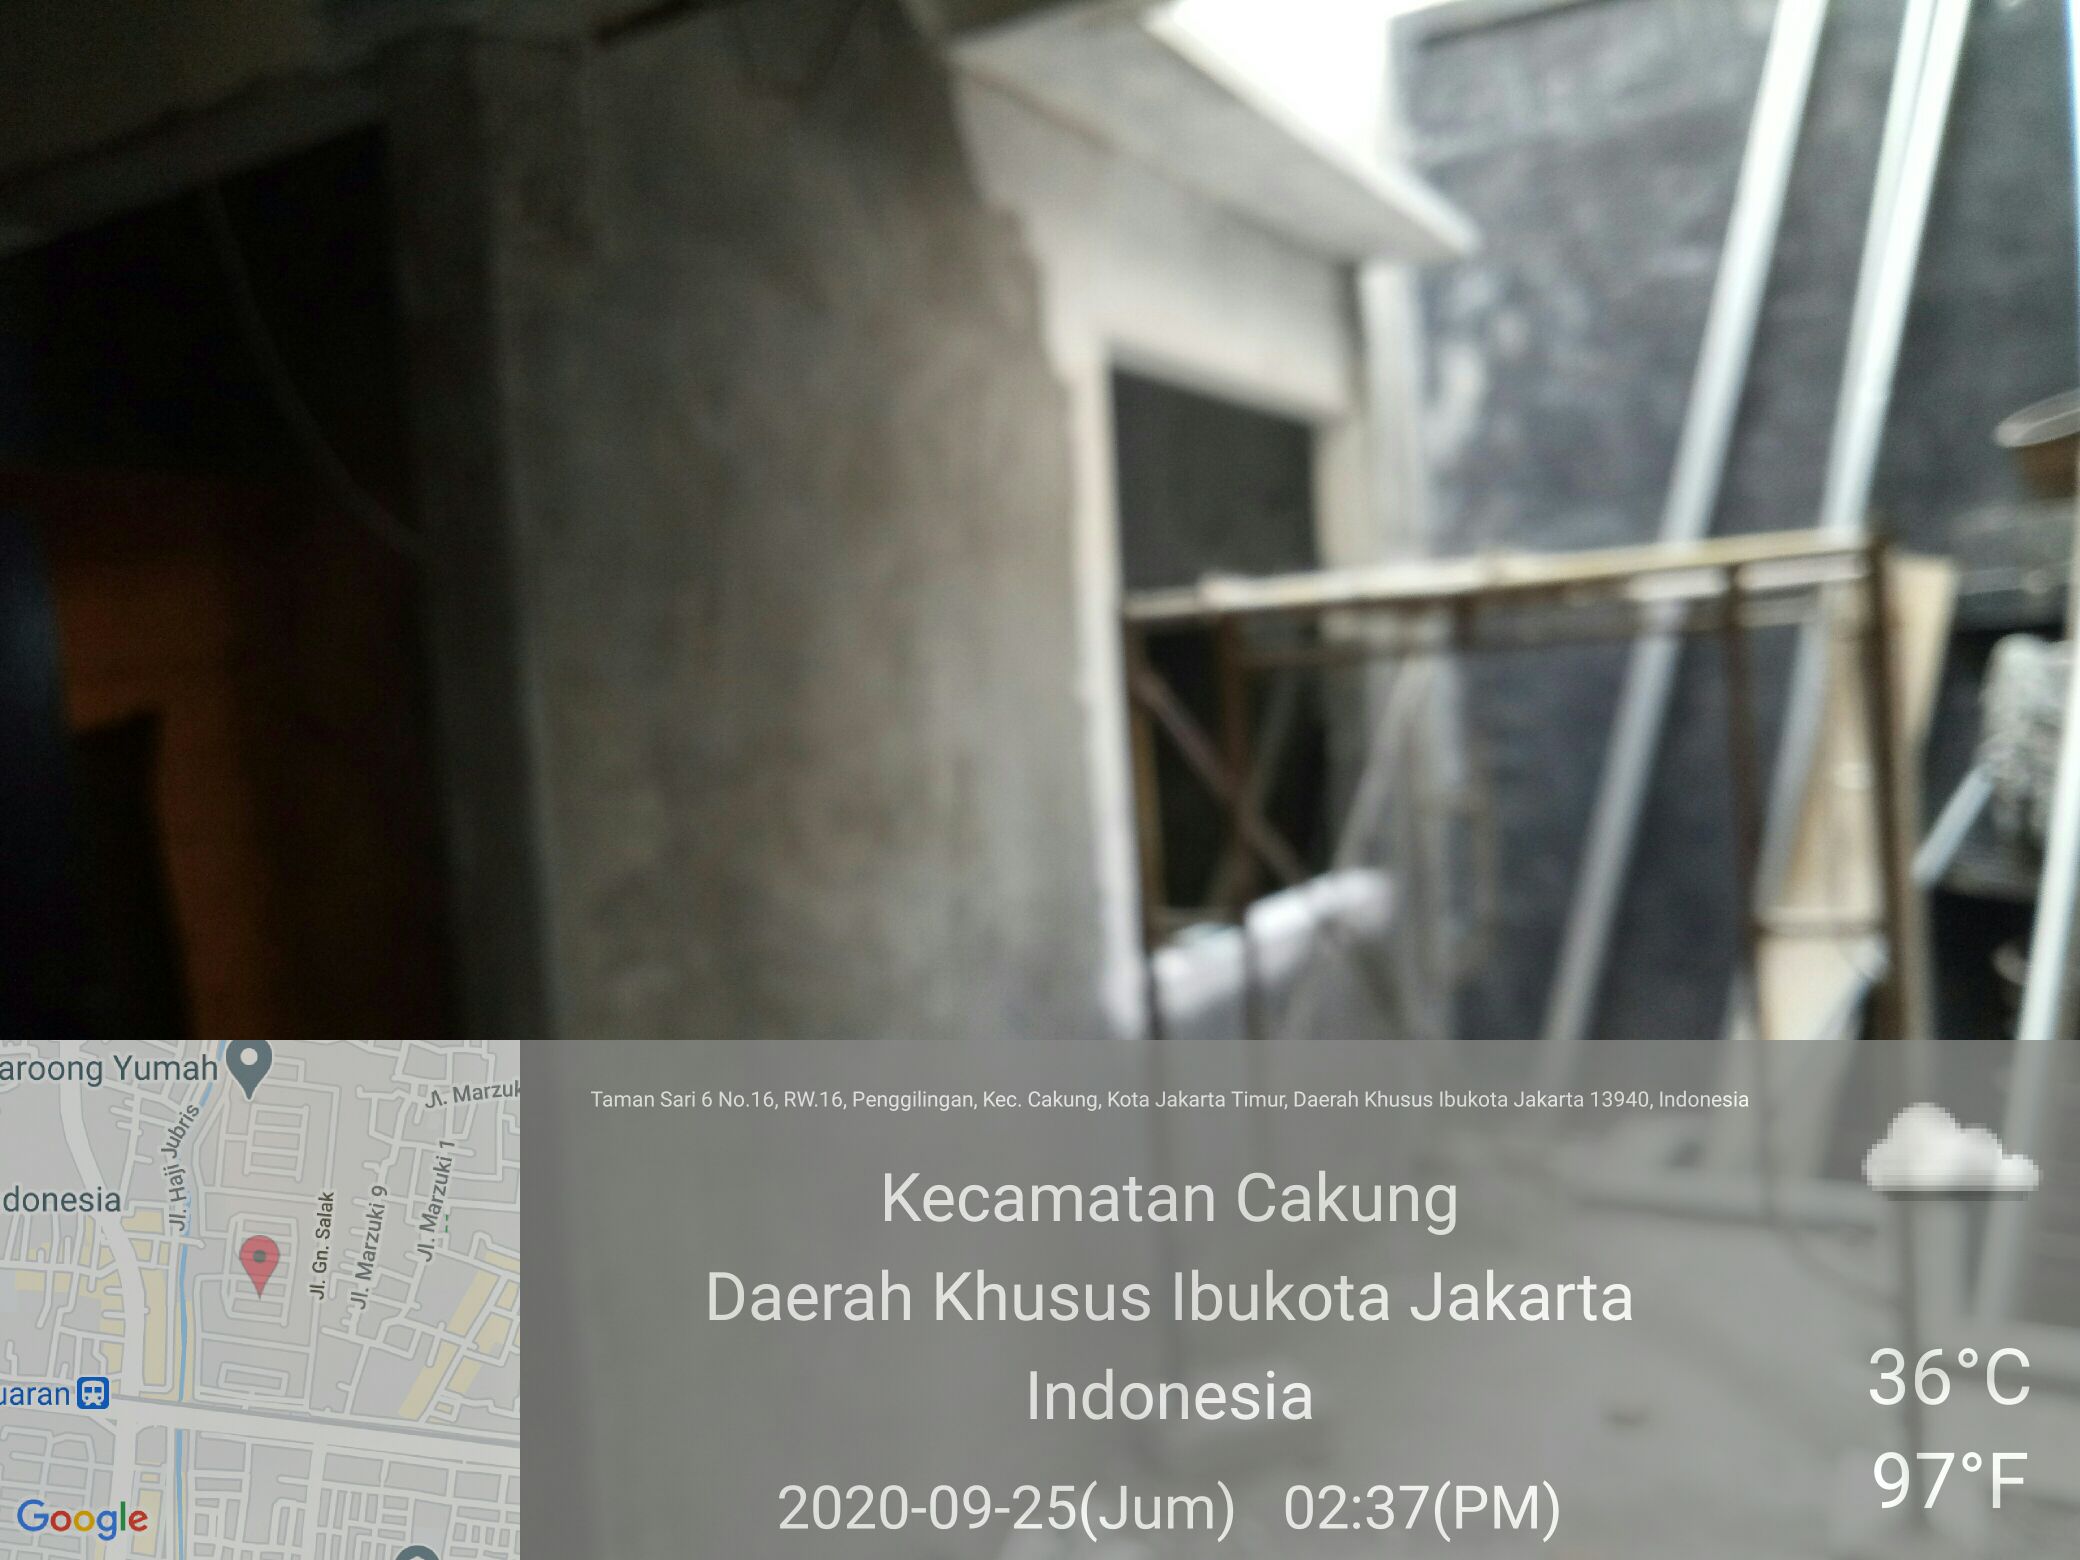 Taman Sari 6 No.16, RW.16, Penggilingan, Kec. Cakung, Kota Jakarta Timur, Daerah Khusus Ibukota Jakarta 13940, Indonesia
Kecamatan Cakung
Daerah Khusus Ibukota Jakarta
Indonesia
2020-09-25(Jum) 02:37(PM)
36°C
97°F
aroong Yumah
Jl. Marzuk
Jl. Haji Jubris
donesia
Jl. Gn. Salak
Jl. Marzuki 9
Jl. Marzuki 1
uaran
Google